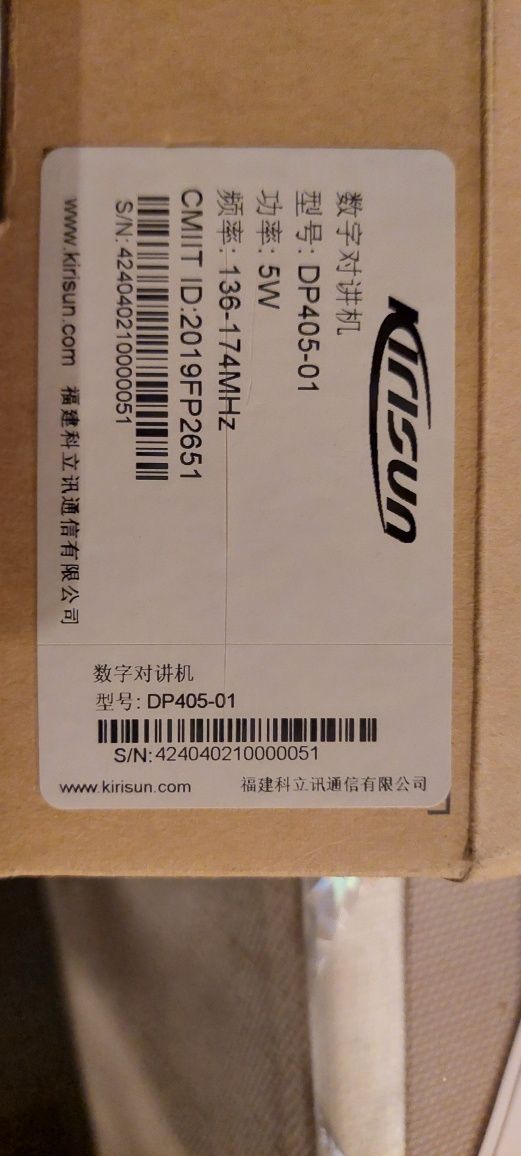 KIRISUN
数字对讲机
型号: DP405-01
功率: 5W
频率: 136-174MHz
CMIIT ID:2019FP2651
S/N: 424040210000051
www.kirisun.com 福建科立讯通信有限公司
数字对讲机
型号: DP405-01
S/N: 424040210000051
www.kirisun.com 福建科立讯通信有限公司